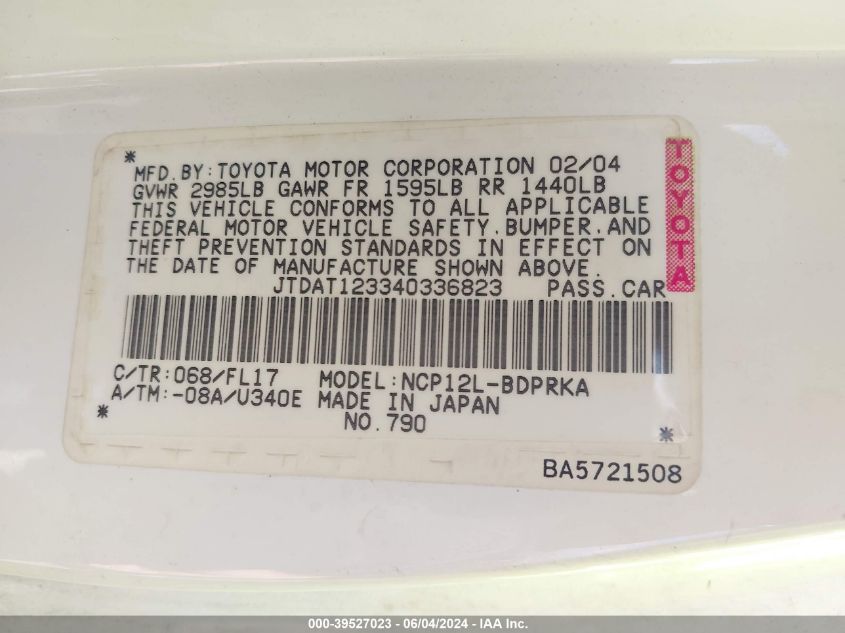 *
MFD.BY:TOYOTA MOTOR CORPORATION 02/04
GVWR 2985LB GAWR FR 1595LB RR 1440LB
THIS VEHICLE CONFORMS TO ALL APPLICABLE
FEDERAL MOTOR VEHICLE SAFETY.BUMPER.AND
THEFT PREVENTION STANDARDS IN EFFECT ON
THE DATE OF MANUFACTURE SHOWN ABOVE.
JTDAT123340336823 PASS.CAR
TOYOTA
C/TR:068/FL17 MODEL:NCP12L-BDPRKA
A/TM:-08A/U340E MADE IN JAPAN
* NO.790 *
BA5721508
000-39527023 - 06/04/2024 - IAA Inc.